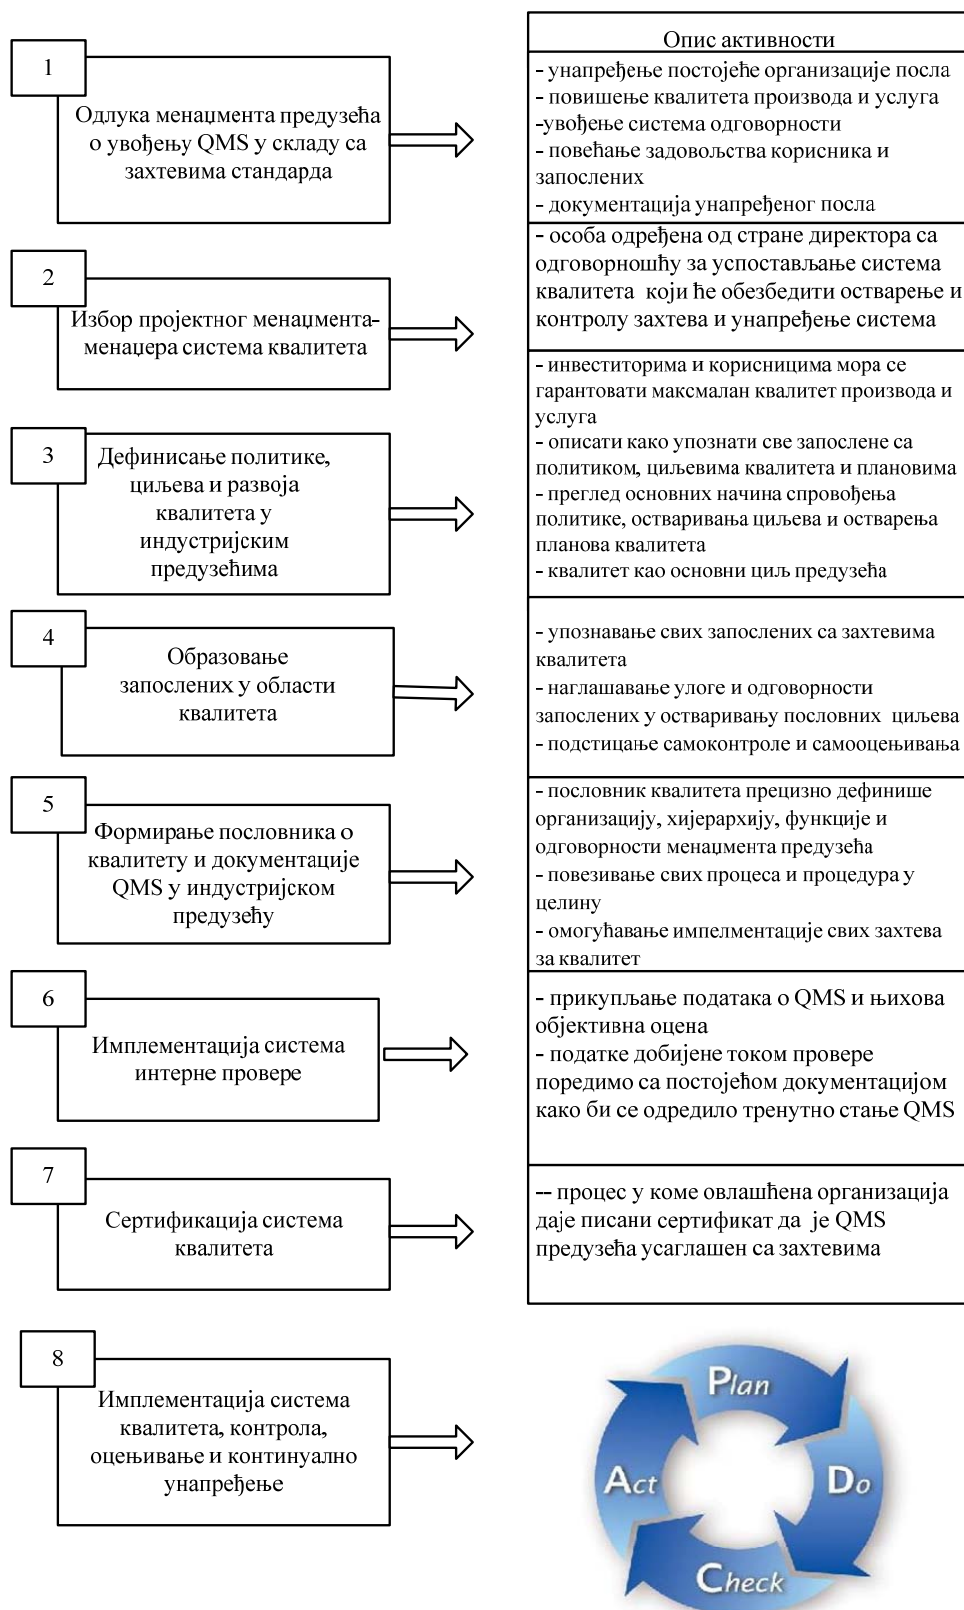 Опис активности
1
Одлука менаџмента предузећа
о увођењу QMS у складу са
захтевима стандарда
- унапређење постојеће организације посла
- повишење квалитета производа и услуга
-увођење система одговорности
- повећање задовољства корисника и
запослених
- документација унапређеног посла
2
Избор пројектног менаџмента-
менаџера система квалитета
- особа одређена од стране директора са
одговорношћу за успостављање система
квалитета који ће обезбедити остварење и
контролу захтева и унапређење система
3
Дефинисање политике,
циљева и развоја
квалитета у
индустријским
предузећима
- инвеститорима и корисницима мора се
гарантовати максмалан квалитет производа и
услуга
- описати како упознати све запослене са
политиком, циљевима квалитета и плановима
- преглед основних начина спровођења
политике, остваривања циљева и остварења
планова квалитета
- квалитет као основни циљ предузећа
4
Образовање
запослених у области
квалитета
- упознавање свих запослених са захтевима
квалитета
- наглашавање улоге и одговорности
запослених у остваривању пословних циљева
- подстицање самоконтроле и самооцењивања
5
Формирање пословника о
квалитету и документације
QMS у индустријском
предузећу
- пословник квалитета прецизно дефинише
организацију, хијерархију, функције и
одговорности менаџмента предузећа
- повезивање свих процеса и процедура у
целину
- омогућавање импелментације свих захтева
за квалитет
6
Имплементација система
интерне провере
- прикупљање података о QMS и њихова
објективна оцена
- податке добијене током провере
поредимо са постојећом документацијом
како би се одредило тренутно стање QMS
7
Сертификација система
квалитета
-- процес у коме овлашћена организација
даје писани сертификат да је QMS
предузећа усаглашен са захтевима
8
Имплементација система
квалитета, контрола,
оцењивање и континуално
унапређење
Plan
Do
Check
Act